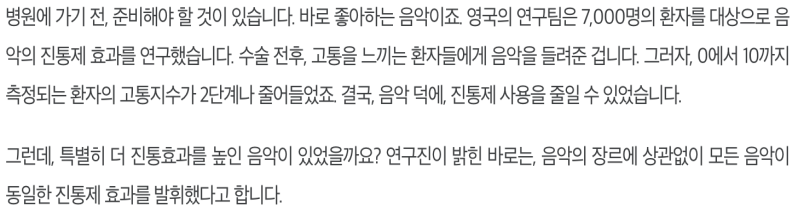 병원에 가기 전, 준비해야 할 것이 있습니다. 바로 좋아하는 음악이죠. 영국의 연구팀은 7,000명의 환자를 대상으로 음
악의 진통제 효과를 연구했습니다. 수술 전후, 고통을 느끼는 환자들에게 음악을 들려준 겁니다. 그러자, 0에서 10까지
측정되는 환자의 고통지수가 2단계나 줄어들었죠. 결국, 음악 덕에, 진통제 사용을 줄일 수 있었습니다.
그런데, 특별히 더 진통효과를 높인 음악이 있었을까요? 연구진이 밝힌 바로는, 음악의 장르에 상관없이 모든 음악이
동일한 진통제 효과를 발휘했다고 합니다.